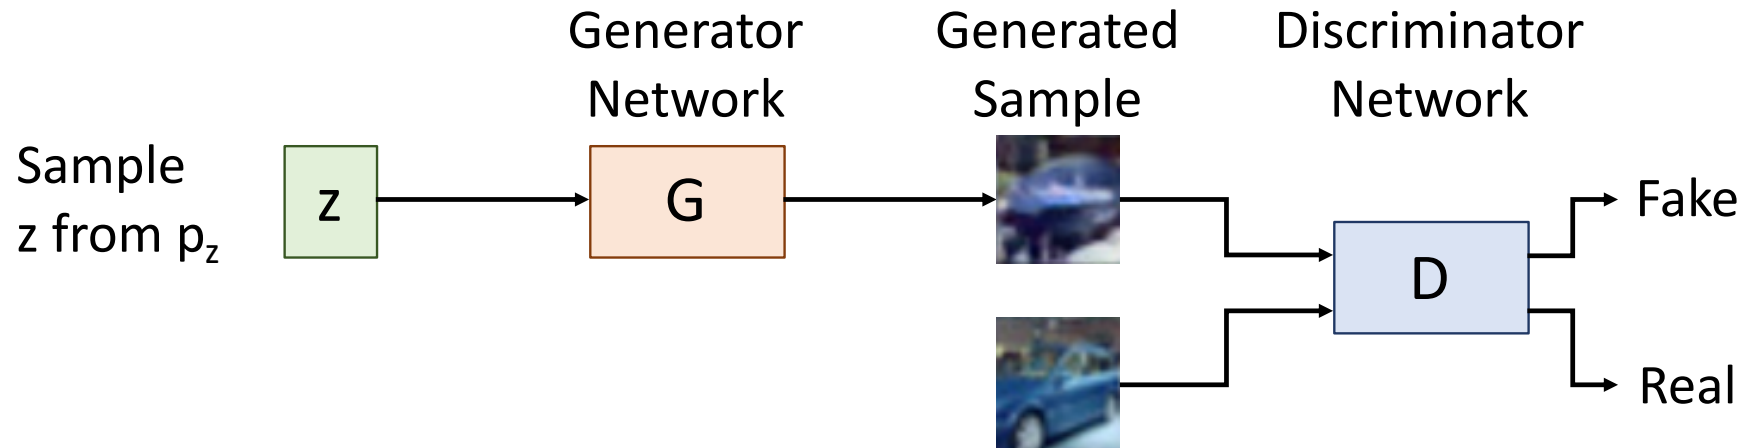 Generator
Network
Generated
Sample
Discriminator
Network
Sample
z from pz
z
G
D
Fake
Real